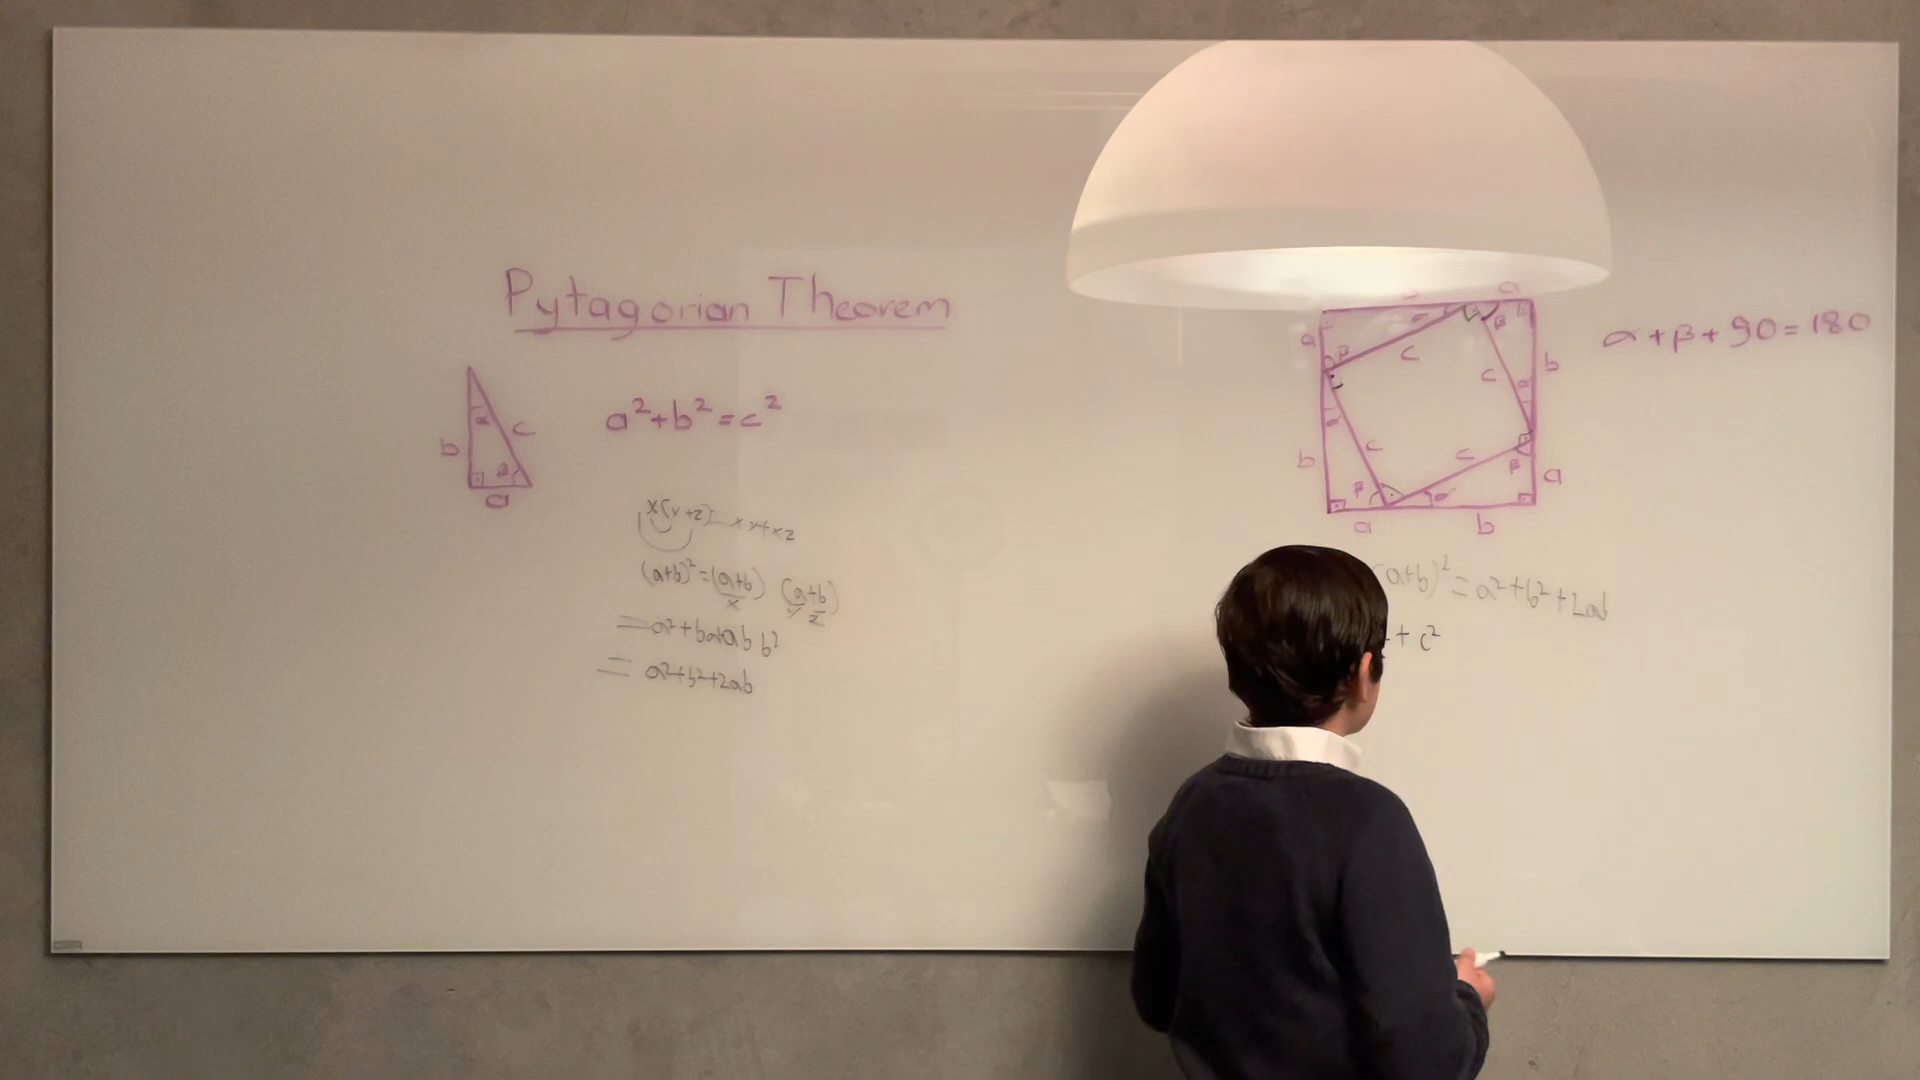 Pytagorian Theorem
b
α
c
β
a
a²+b²=c²
x(y+z)=xy+xz
(a+b)²=(a+b) (a+b)
x y z
=a²+ba+ab b²
= a²+b²+2ab
a
α
β
a
β
c
c
b
α
α
c
c
b
β
β
α
a
a
b
α+β+90=180
(a+b)²=a²+b²+2ab
+ c²